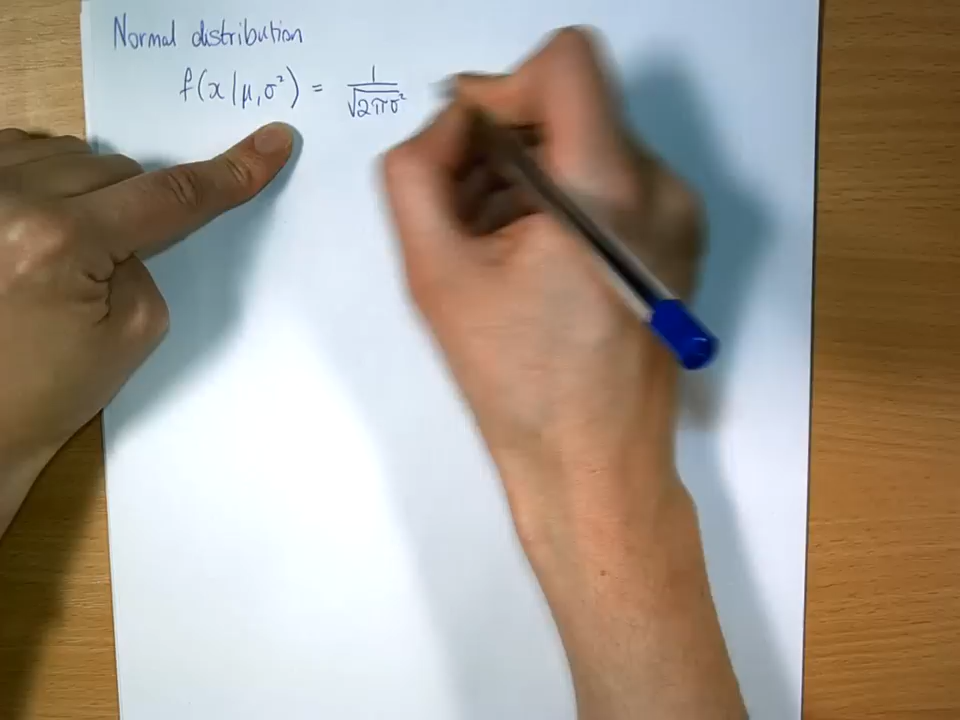 Normal distribution
f(x|μ,σ²) = 1/√2πσ²